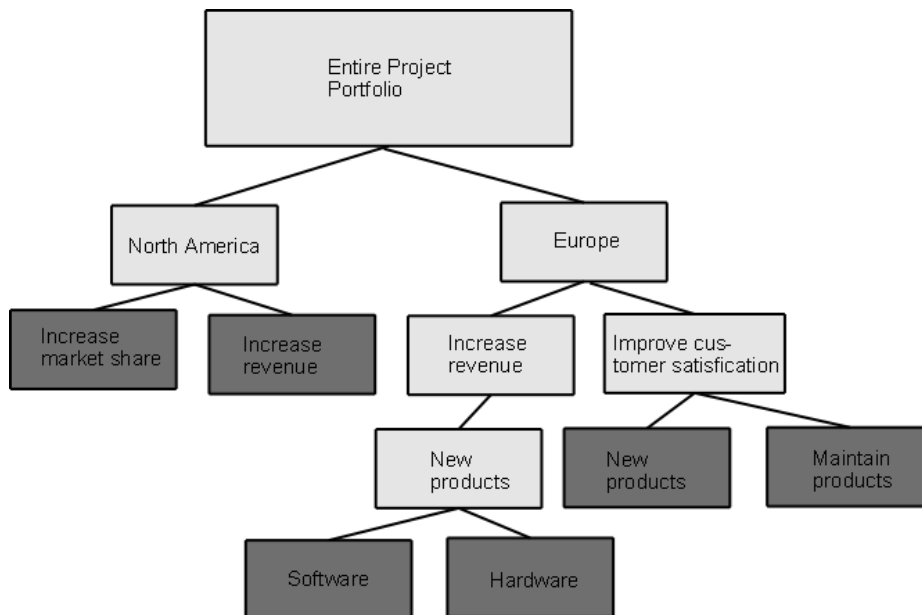 Entire Project
Portfolio
North America
Europe
Increase
market share
Increase
revenue
Increase
revenue
Improve cus-
tomer satisfication
New
products
New
products
Maintain
products
Software
Hardware